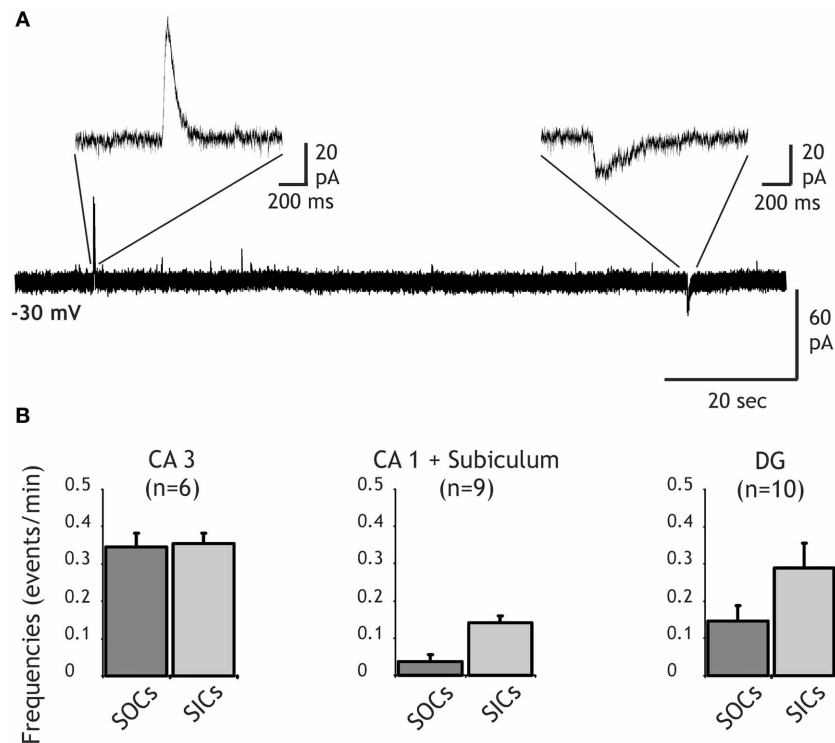 A
20
pA
200 ms
20
pA
200 ms
-30 mV
60
pA
20 sec
B
Frequencies (events/min)
CA 3
(n=6)
0.5
0.4
0.3
0.2
0.1
0
SOCs
SICs
CA 1 + Subiculum
(n=9)
0.5
0.4
0.3
0.2
0.1
0
SOCs
SICs
DG
(n=10)
0.5
0.4
0.3
0.2
0.1
0
SOCs
SICs